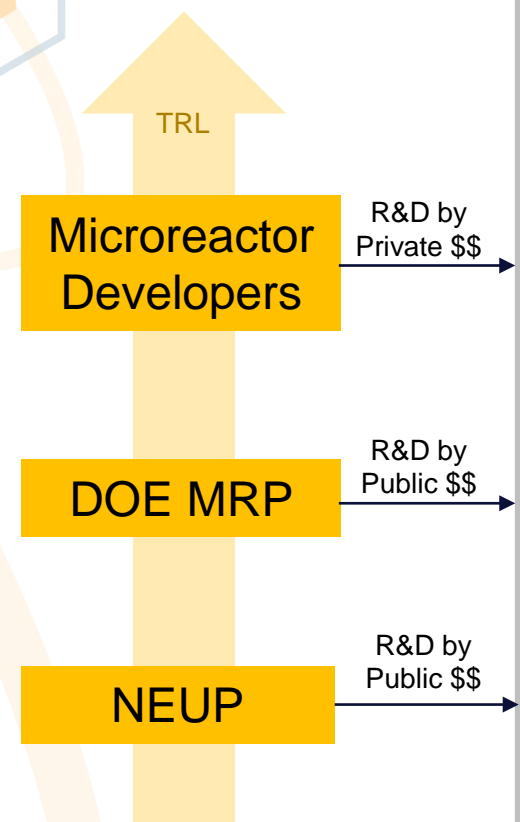 TRL
Microreactor
Developers
R&D by
Private $$
DOE MRP
R&D by
Public $$
NEUP
R&D by
Public $$